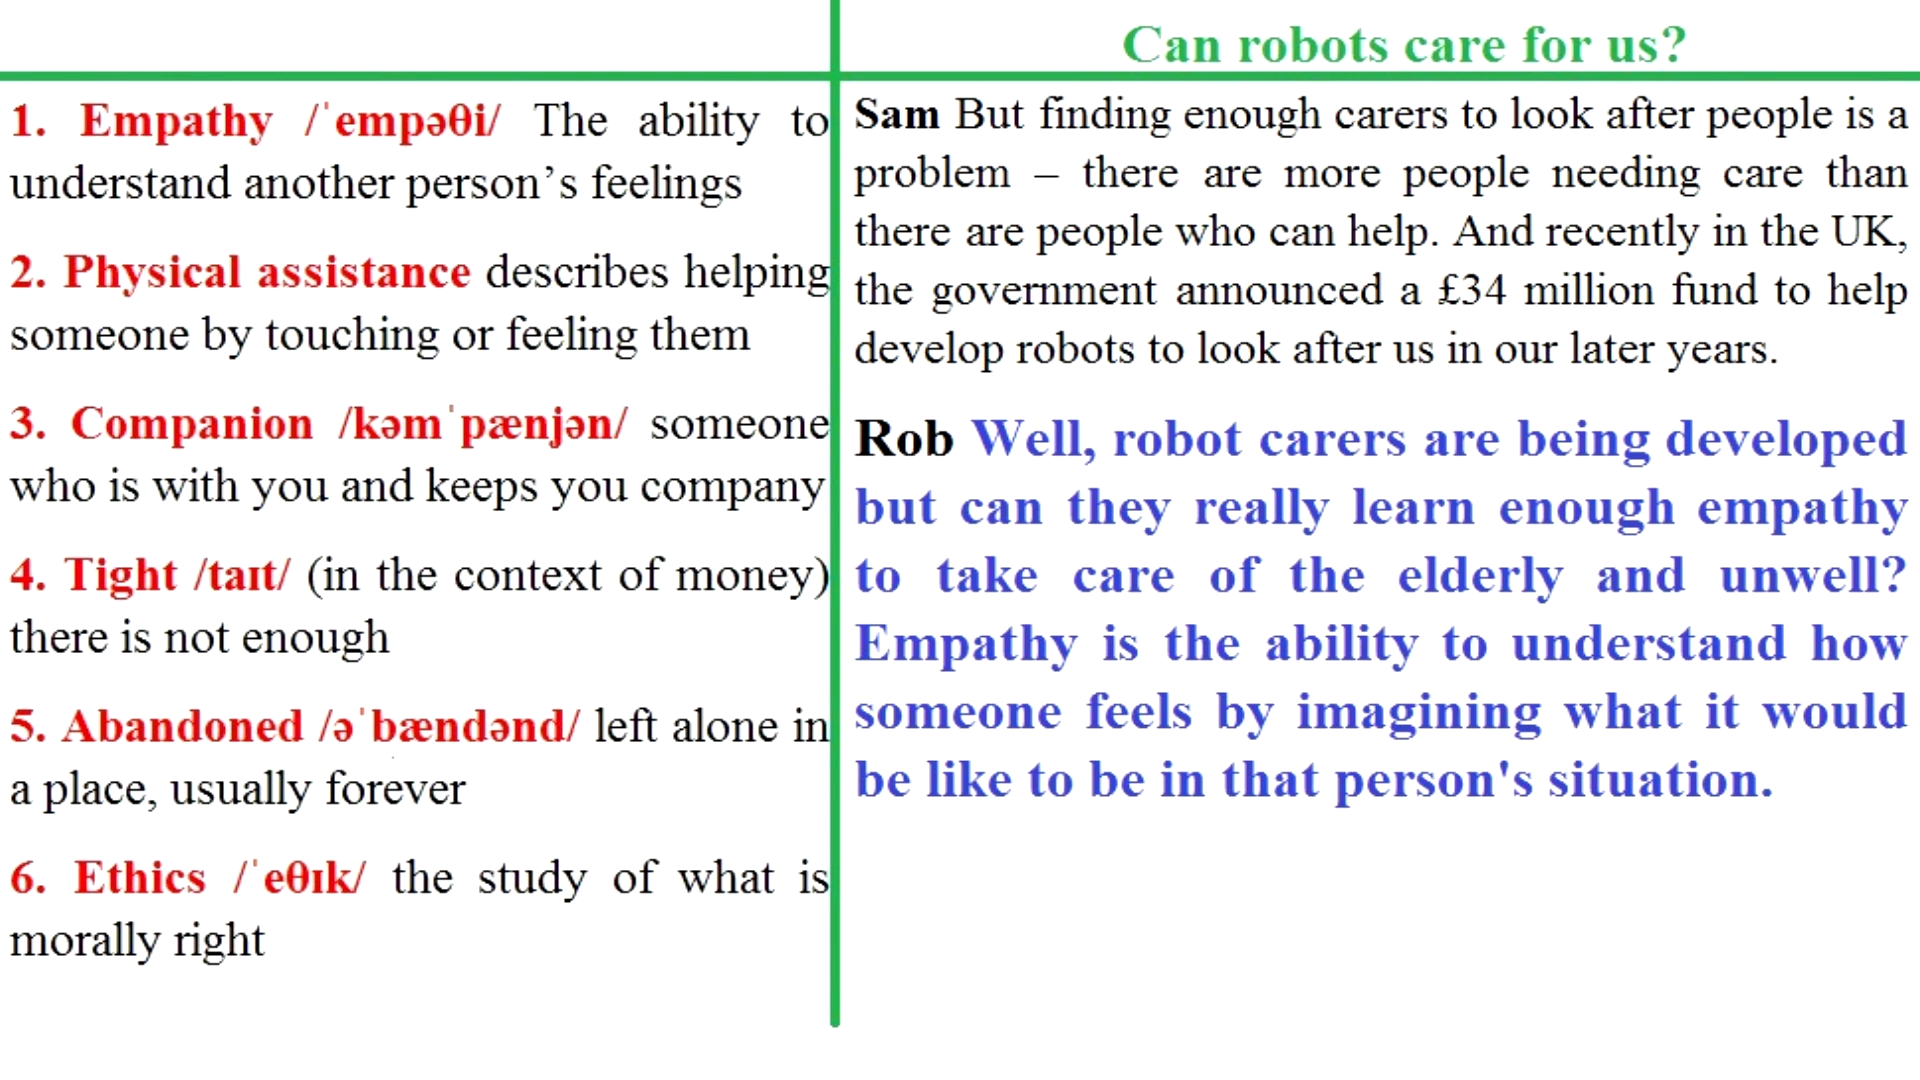 Can robots care for us?
1. Empathy /ˈempəθi/ The ability to
understand another person’s feelings
2. Physical assistance describes helping
someone by touching or feeling them
3. Companion /kəmˈpænjən/ someone
who is with you and keeps you company
4. Tight /taɪt/ (in the context of money)
there is not enough
5. Abandoned /əˈbændənd/ left alone in
a place, usually forever
6. Ethics /ˈeθɪk/ the study of what is
morally right
Sam But finding enough carers to look after people is a
problem – there are more people needing care than
there are people who can help. And recently in the UK,
the government announced a £34 million fund to help
develop robots to look after us in our later years.
Rob Well, robot carers are being developed
but can they really learn enough empathy
to take care of the elderly and unwell?
Empathy is the ability to understand how
someone feels by imagining what it would
be like to be in that person's situation.